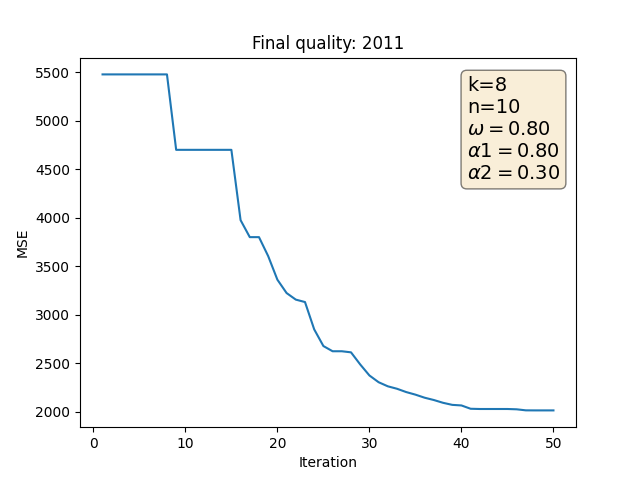 Final quality: 2011
k=8
n=10
ω = 0.80
α1 = 0.80
α2 = 0.30
MSE
5500
5000
4500
4000
3500
3000
2500
2000
0 10 20 30 40 50
Iteration